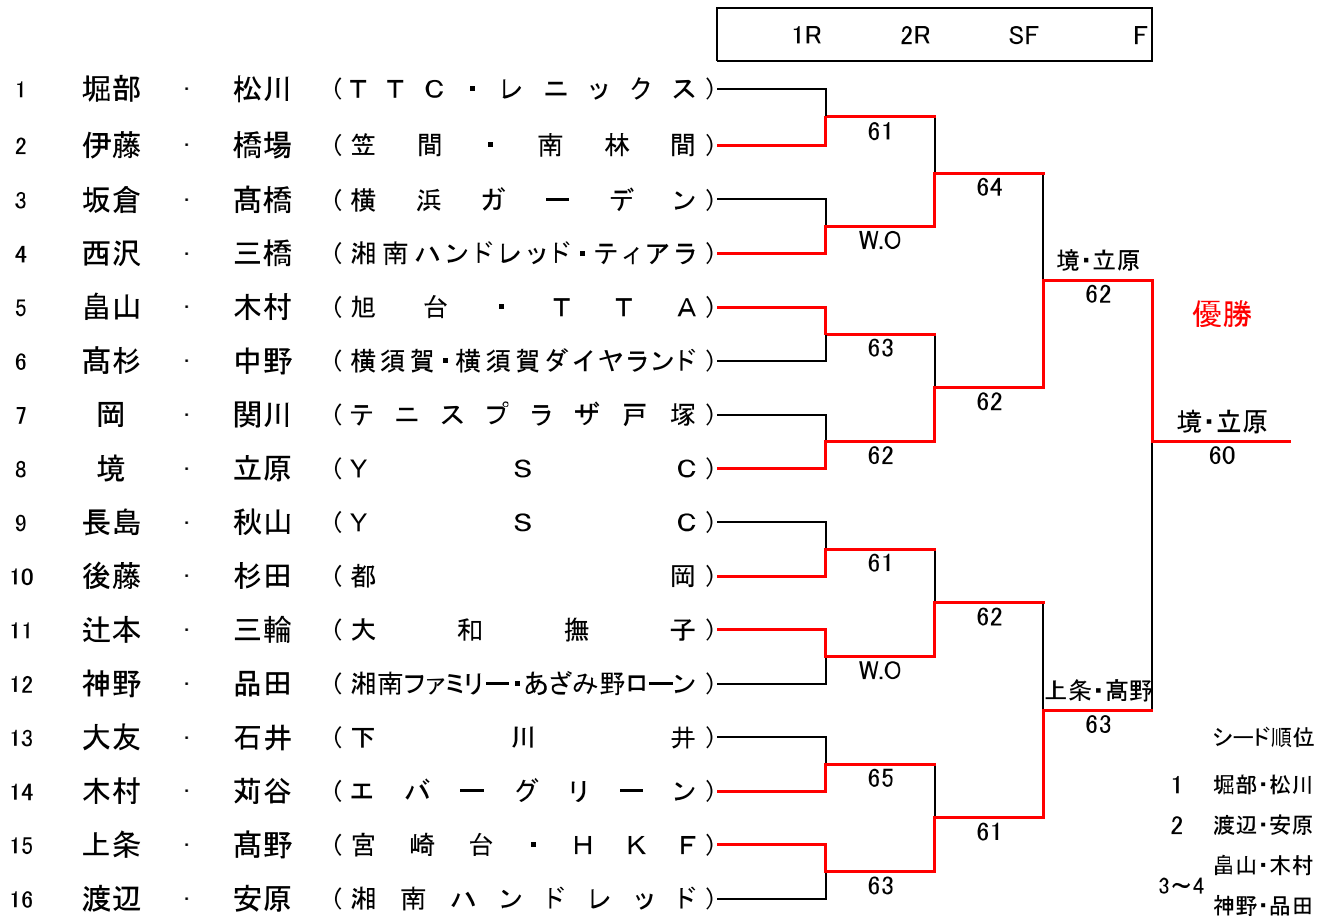 1R 2R SF F
1 堀部 · 松川 (TTC・レニックス)
61
2 伊藤 · 橋場 (笠間・南林間)
64
3 坂倉 ·髙橋 (横浜ガーデン)
W.O
4 西沢 · 三橋 (湘南ハンドレッド・ティアラ)
境・立原
62
5 畠山 · 木村 (旭台・TTA)
優勝
63
6 髙杉 · 中野 (横須賀・横須賀ダイヤランド)
62
7 岡 · 関川 (テニスプラザ戸塚)
境・立原
62
60
8 境 · 立原 (YSC)
9 長島 · 秋山 (YSC)
61
10 後藤 · 杉田 (都岡)
62
11 辻本 · 三輪 (大和撫子)
W.O
12 神野 · 品田 (湘南ファミリー・あざみ野ローン)
上条・髙野
63
13 大友 · 石井 (下川井)
65
14 木村 · 苅谷 (エバーグリーン)
61
15 上条 · 髙野 (宮崎台・HKF)
63
16 渡辺 · 安原 (湘南ハンドレッド)
シード順位
1 堀部・松川
2 渡辺・安原
3～4
畠山・木村
神野・品田